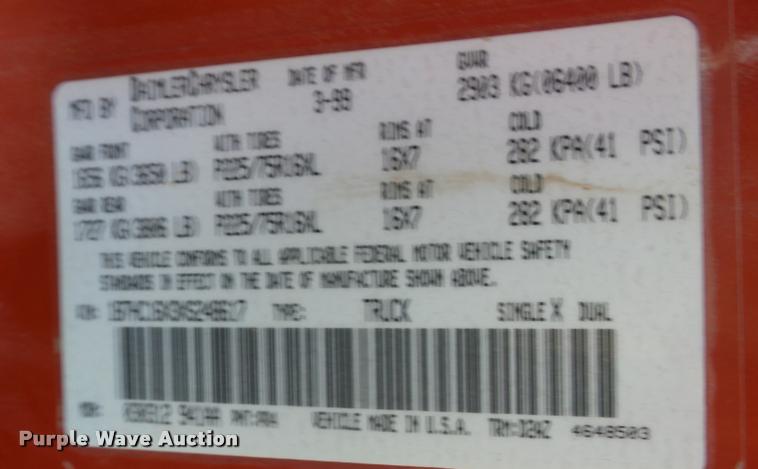 MFD BY DAIMLERCHRYSLER CORPORATION
DATE OF MFR 3-99
GVWR 2903 KG(06400 LB)
GAWR FRONT WITH TIRES RIMS AT COLD
1656 KG(3650 LB) P225/75R16XL 16X7 282 KPA(41 PSI)
GAWR REAR WITH TIRES RIMS AT COLD
1727 KG(3806 LB) P225/75R16XL 16X7 282 KPA(41 PSI)
THIS VEHICLE CONFORMS TO ALL APPLICABLE FEDERAL MOTOR VEHICLE SAFETY
STANDARDS IN EFFECT ON THE DATE OF MANUFACTURE SHOWN ABOVE.
VIN: TYPE: TRUCK SINGLE X DUAL
MDH: VEHICLE MADE IN U.S.A. 4648503
Purple Wave Auction